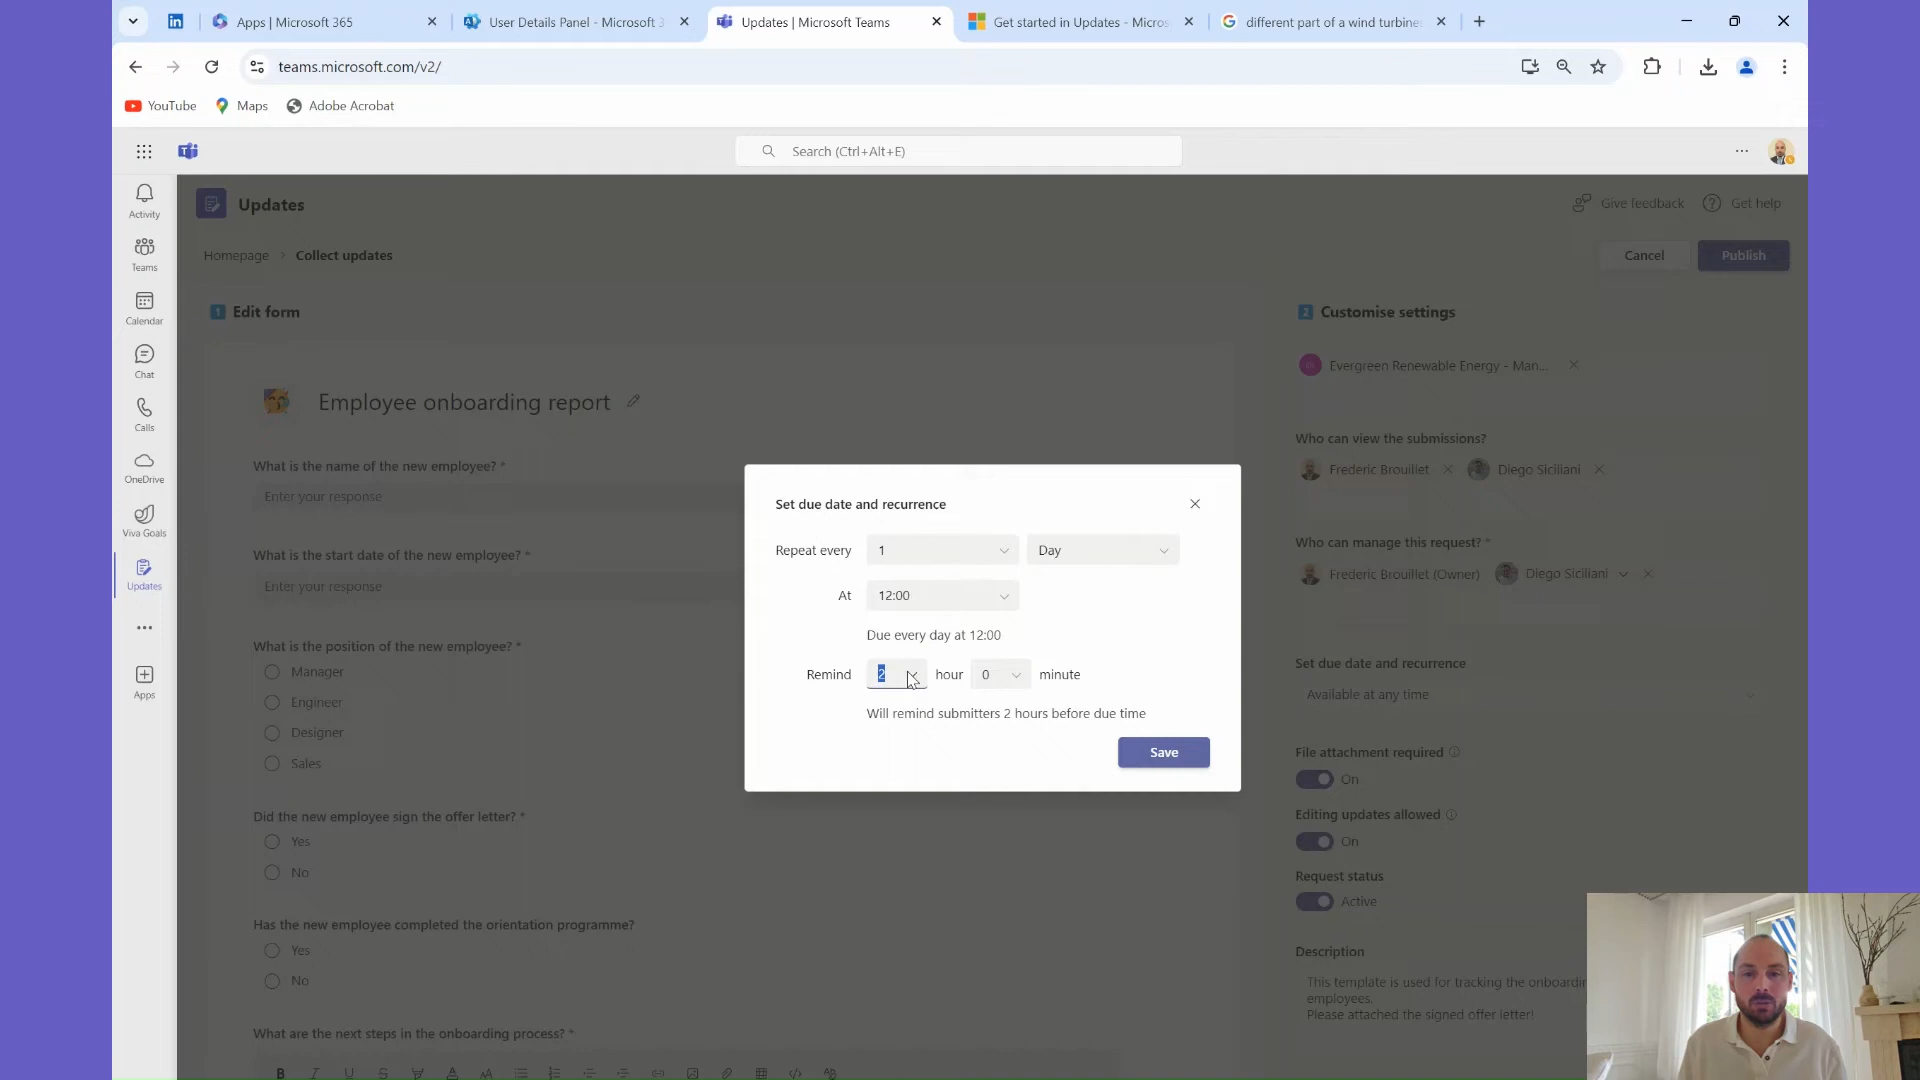 Apps | Microsoft 365
User Details Panel - Microsoft 3
Updates | Microsoft Teams
Get started in Updates - Micros
different part of a wind turbine
teams.microsoft.com/v2/
YouTube
Maps
Adobe Acrobat
Search (Ctrl+Alt+E)
Activity
Teams
Calendar
Chat
Calls
OneDrive
Viva Goals
Updates
Apps
Updates
Give feedback
Get help
Homepage > Collect updates
Cancel
Publish
1 Edit form
Employee onboarding report
What is the name of the new employee? *
Enter your response
What is the start date of the new employee? *
Enter your response
What is the position of the new employee? *
Manager
Engineer
Designer
Sales
Did the new employee sign the offer letter? *
Yes
No
Has the new employee completed the orientation programme?
Yes
No
What are the next steps in the onboarding process? *
Set due date and recurrence
Repeat every 1 Day
At 12:00
Due every day at 12:00
Remind 2 hour 0 minute
Will remind submitters 2 hours before due time
Save
2 Customise settings
Evergreen Renewable Energy - Man...
Who can view the submissions?
Frederic Brouillet
Diego Siciliani
Who can manage this request? *
Frederic Brouillet (Owner)
Diego Siciliani
Set due date and recurrence
Available at any time
File attachment required
On
Editing updates allowed
On
Request status
Active
Description
This template is used for tracking the onboardin
employees.
Please attached the signed offer letter!